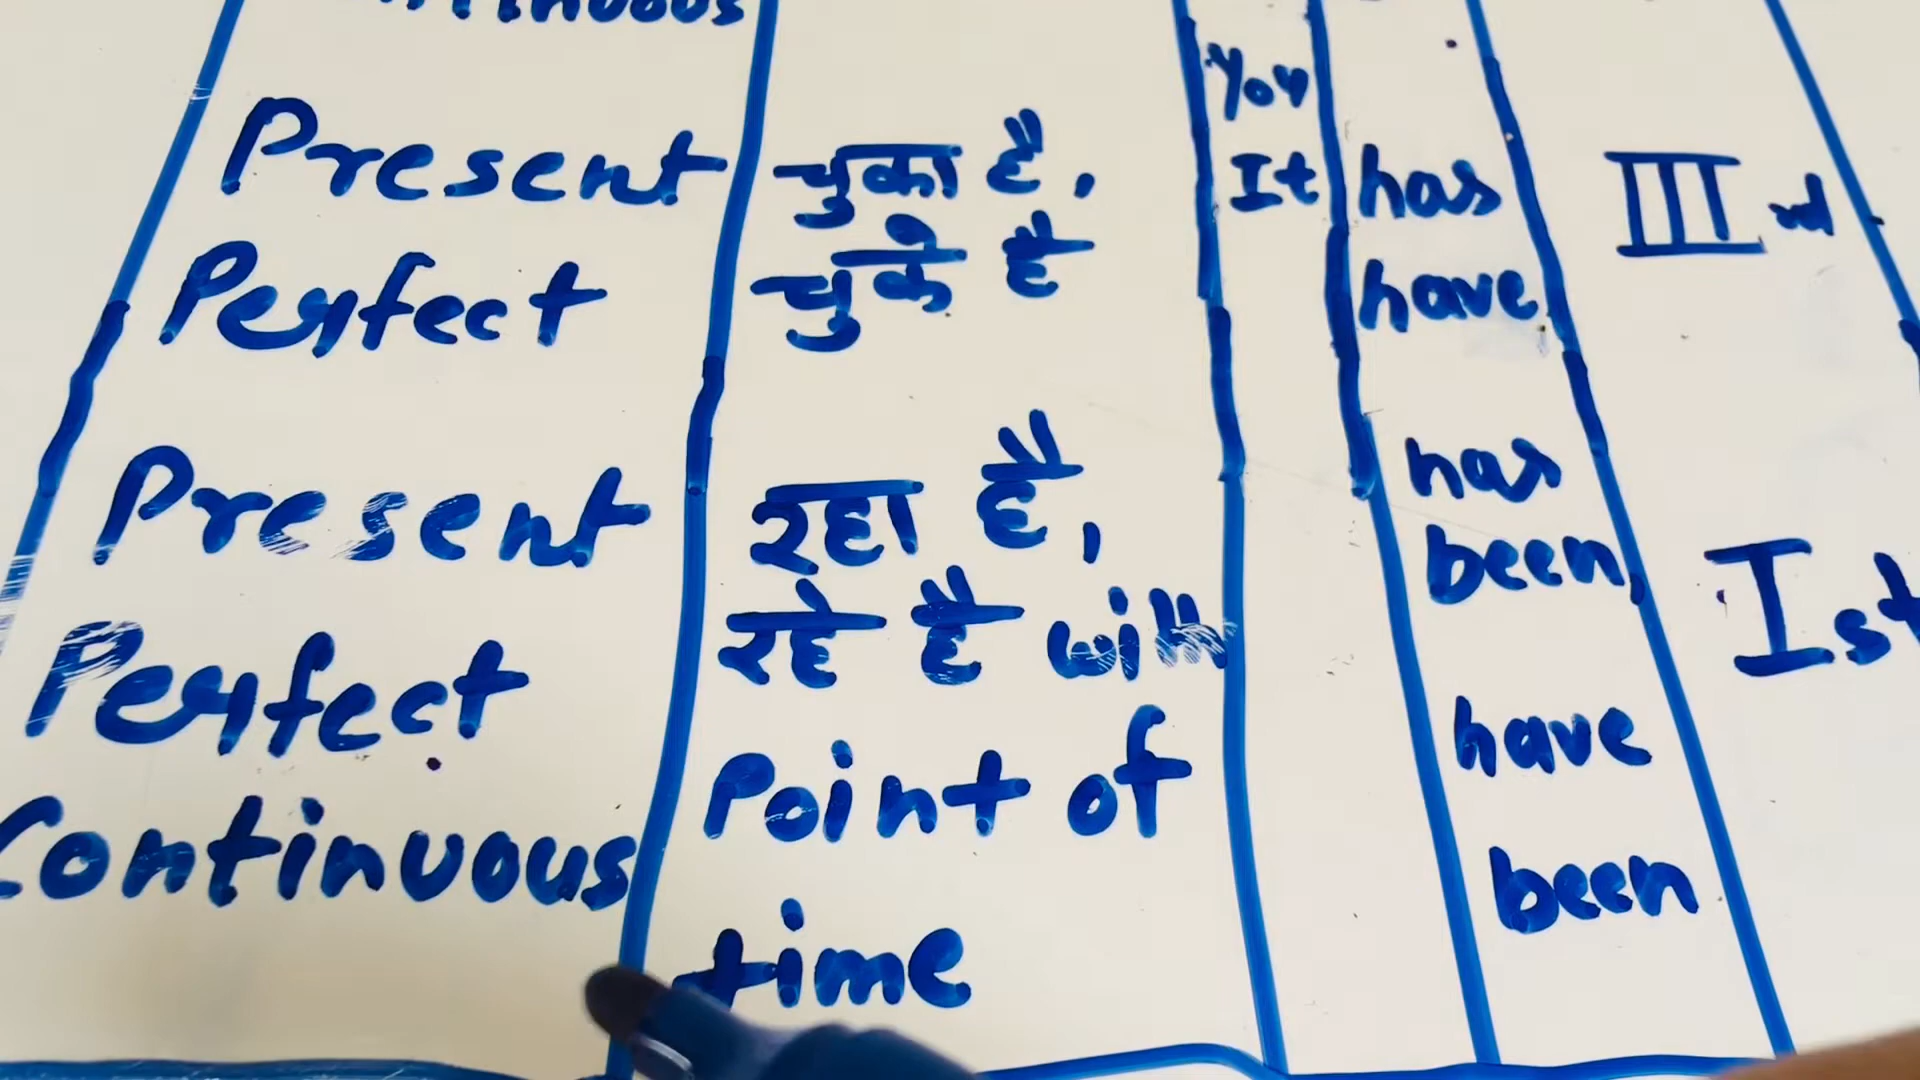 You
Present चुका है, It has IIIrd
Perfect चुके हैं have
Present रहा है, has
been, Ist
Perfect रहे हैं with
Continuous Point of have
time been